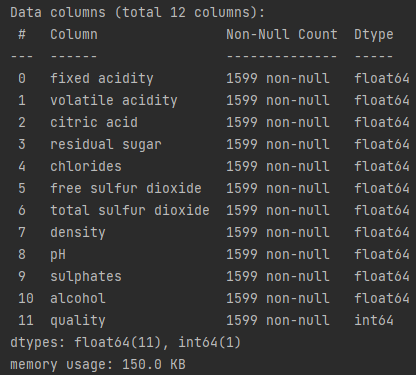 Data columns (total 12 columns):
 #   Column                Non-Null Count  Dtype
---  ------                --------------  -----
 0   fixed acidity         1599 non-null   float64
 1   volatile acidity      1599 non-null   float64
 2   citric acid           1599 non-null   float64
 3   residual sugar        1599 non-null   float64
 4   chlorides             1599 non-null   float64
 5   free sulfur dioxide   1599 non-null   float64
 6   total sulfur dioxide  1599 non-null   float64
 7   density               1599 non-null   float64
 8   pH                    1599 non-null   float64
 9   sulphates             1599 non-null   float64
 10  alcohol               1599 non-null   float64
 11  quality               1599 non-null   int64
dtypes: float64(11), int64(1)
memory usage: 150.0 KB